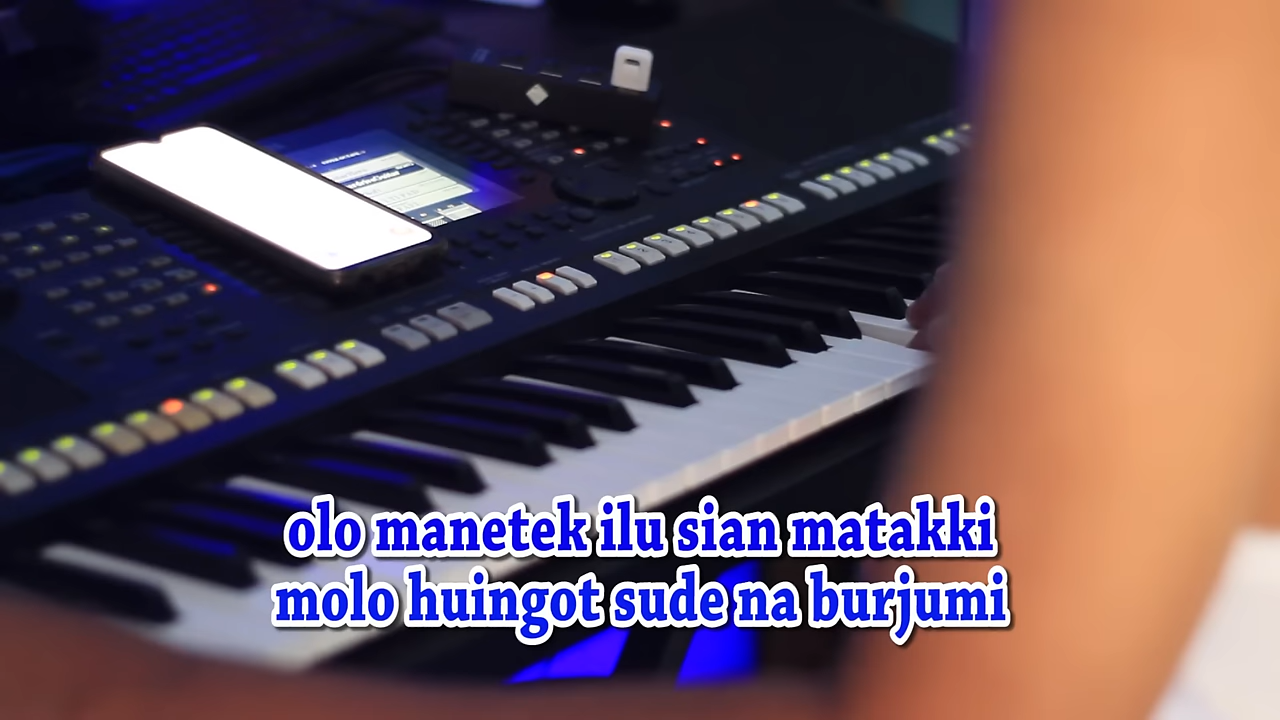 olo manetek ilu sian matakki
molo huingot sude na burjumi